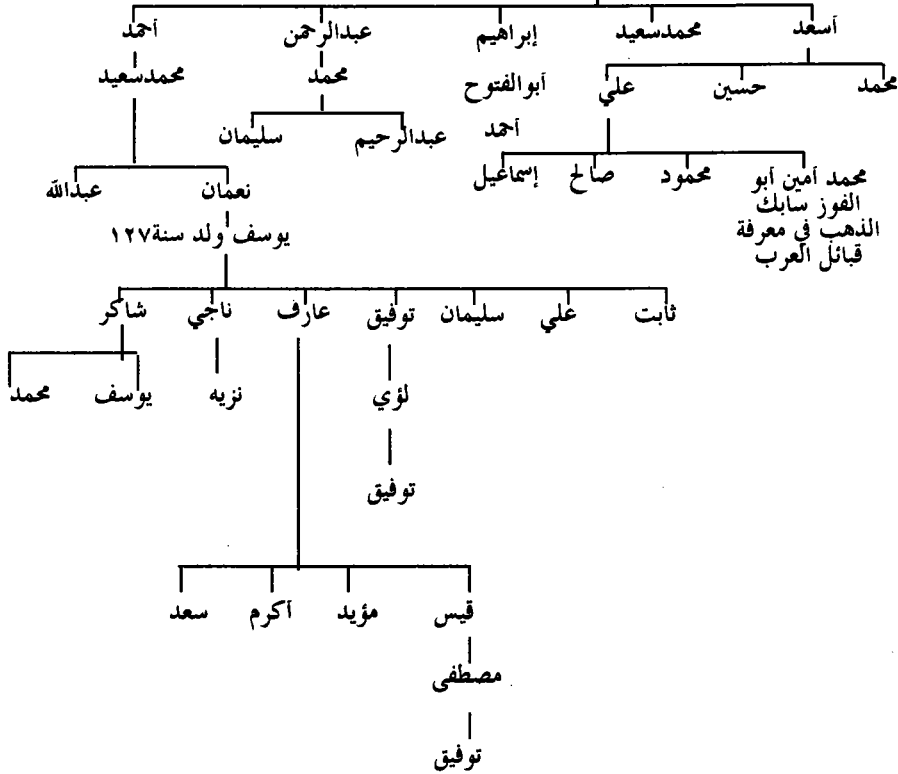 أسعد محمدسعيد إبراهيم عبدالرحمن أحمد
محمد حسين علي أبوالفتوح محمد محمدسعيد
أحمد عبدالرحيم سليمان
محمد أمين أبو محمود صالح إسماعيل نعمان عبدالله
الفوز سابك
الذهب في معرفة
قبائل العرب
يوسف ولد سنة١٢٧
ثابت علي سليمان توفيق عارف ناجي شاكر
لؤي نزيه يوسف محمد
توفيق
قيس مؤيد أكرم سعد
مصطفى
توفيق